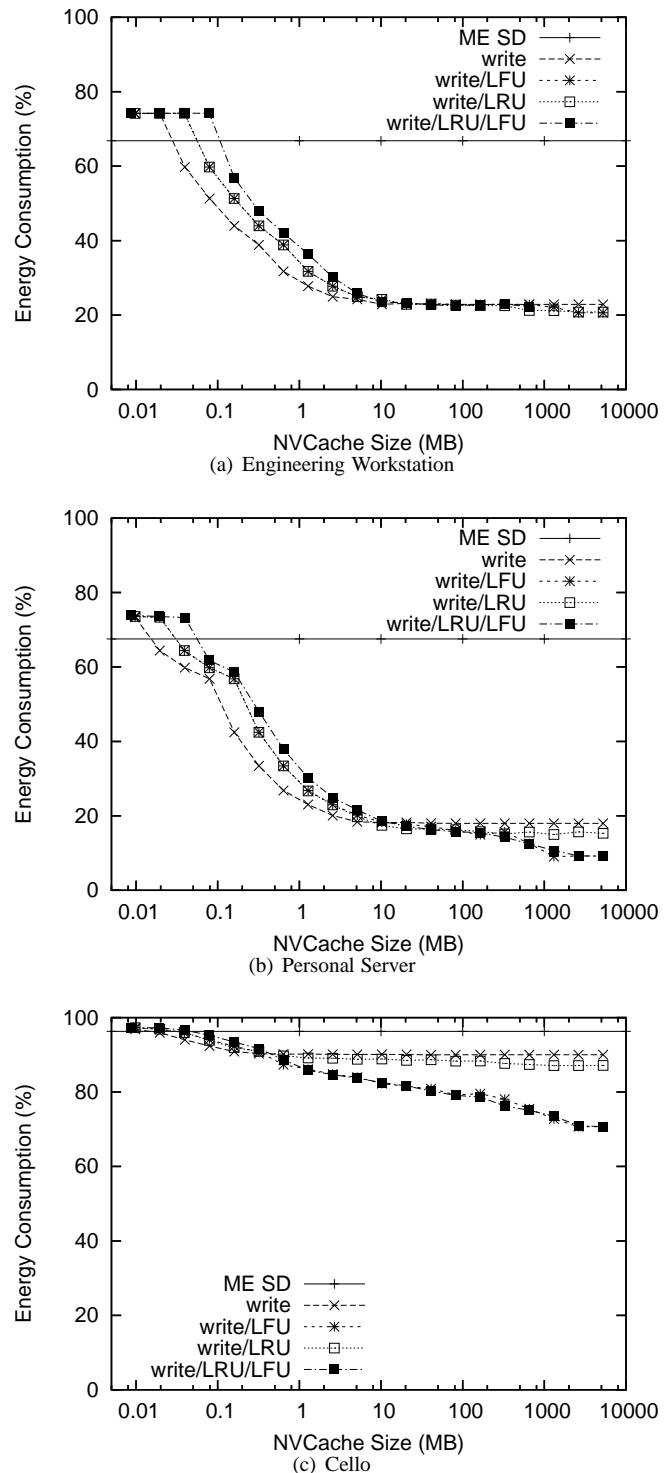 100
80
60
40
20
0
Energy Consumption (%)
ME SD
write
write/LFU
write/LRU
write/LRU/LFU
0.01 0.1 1 10 100 1000 10000
NVCache Size (MB)
(a) Engineering Workstation
100
80
60
40
20
0
Energy Consumption (%)
ME SD
write
write/LFU
write/LRU
write/LRU/LFU
0.01 0.1 1 10 100 1000 10000
NVCache Size (MB)
(b) Personal Server
100
80
60
40
20
0
Energy Consumption (%)
ME SD
write
write/LFU
write/LRU
write/LRU/LFU
0.01 0.1 1 10 100 1000 10000
NVCache Size (MB)
(c) Cello